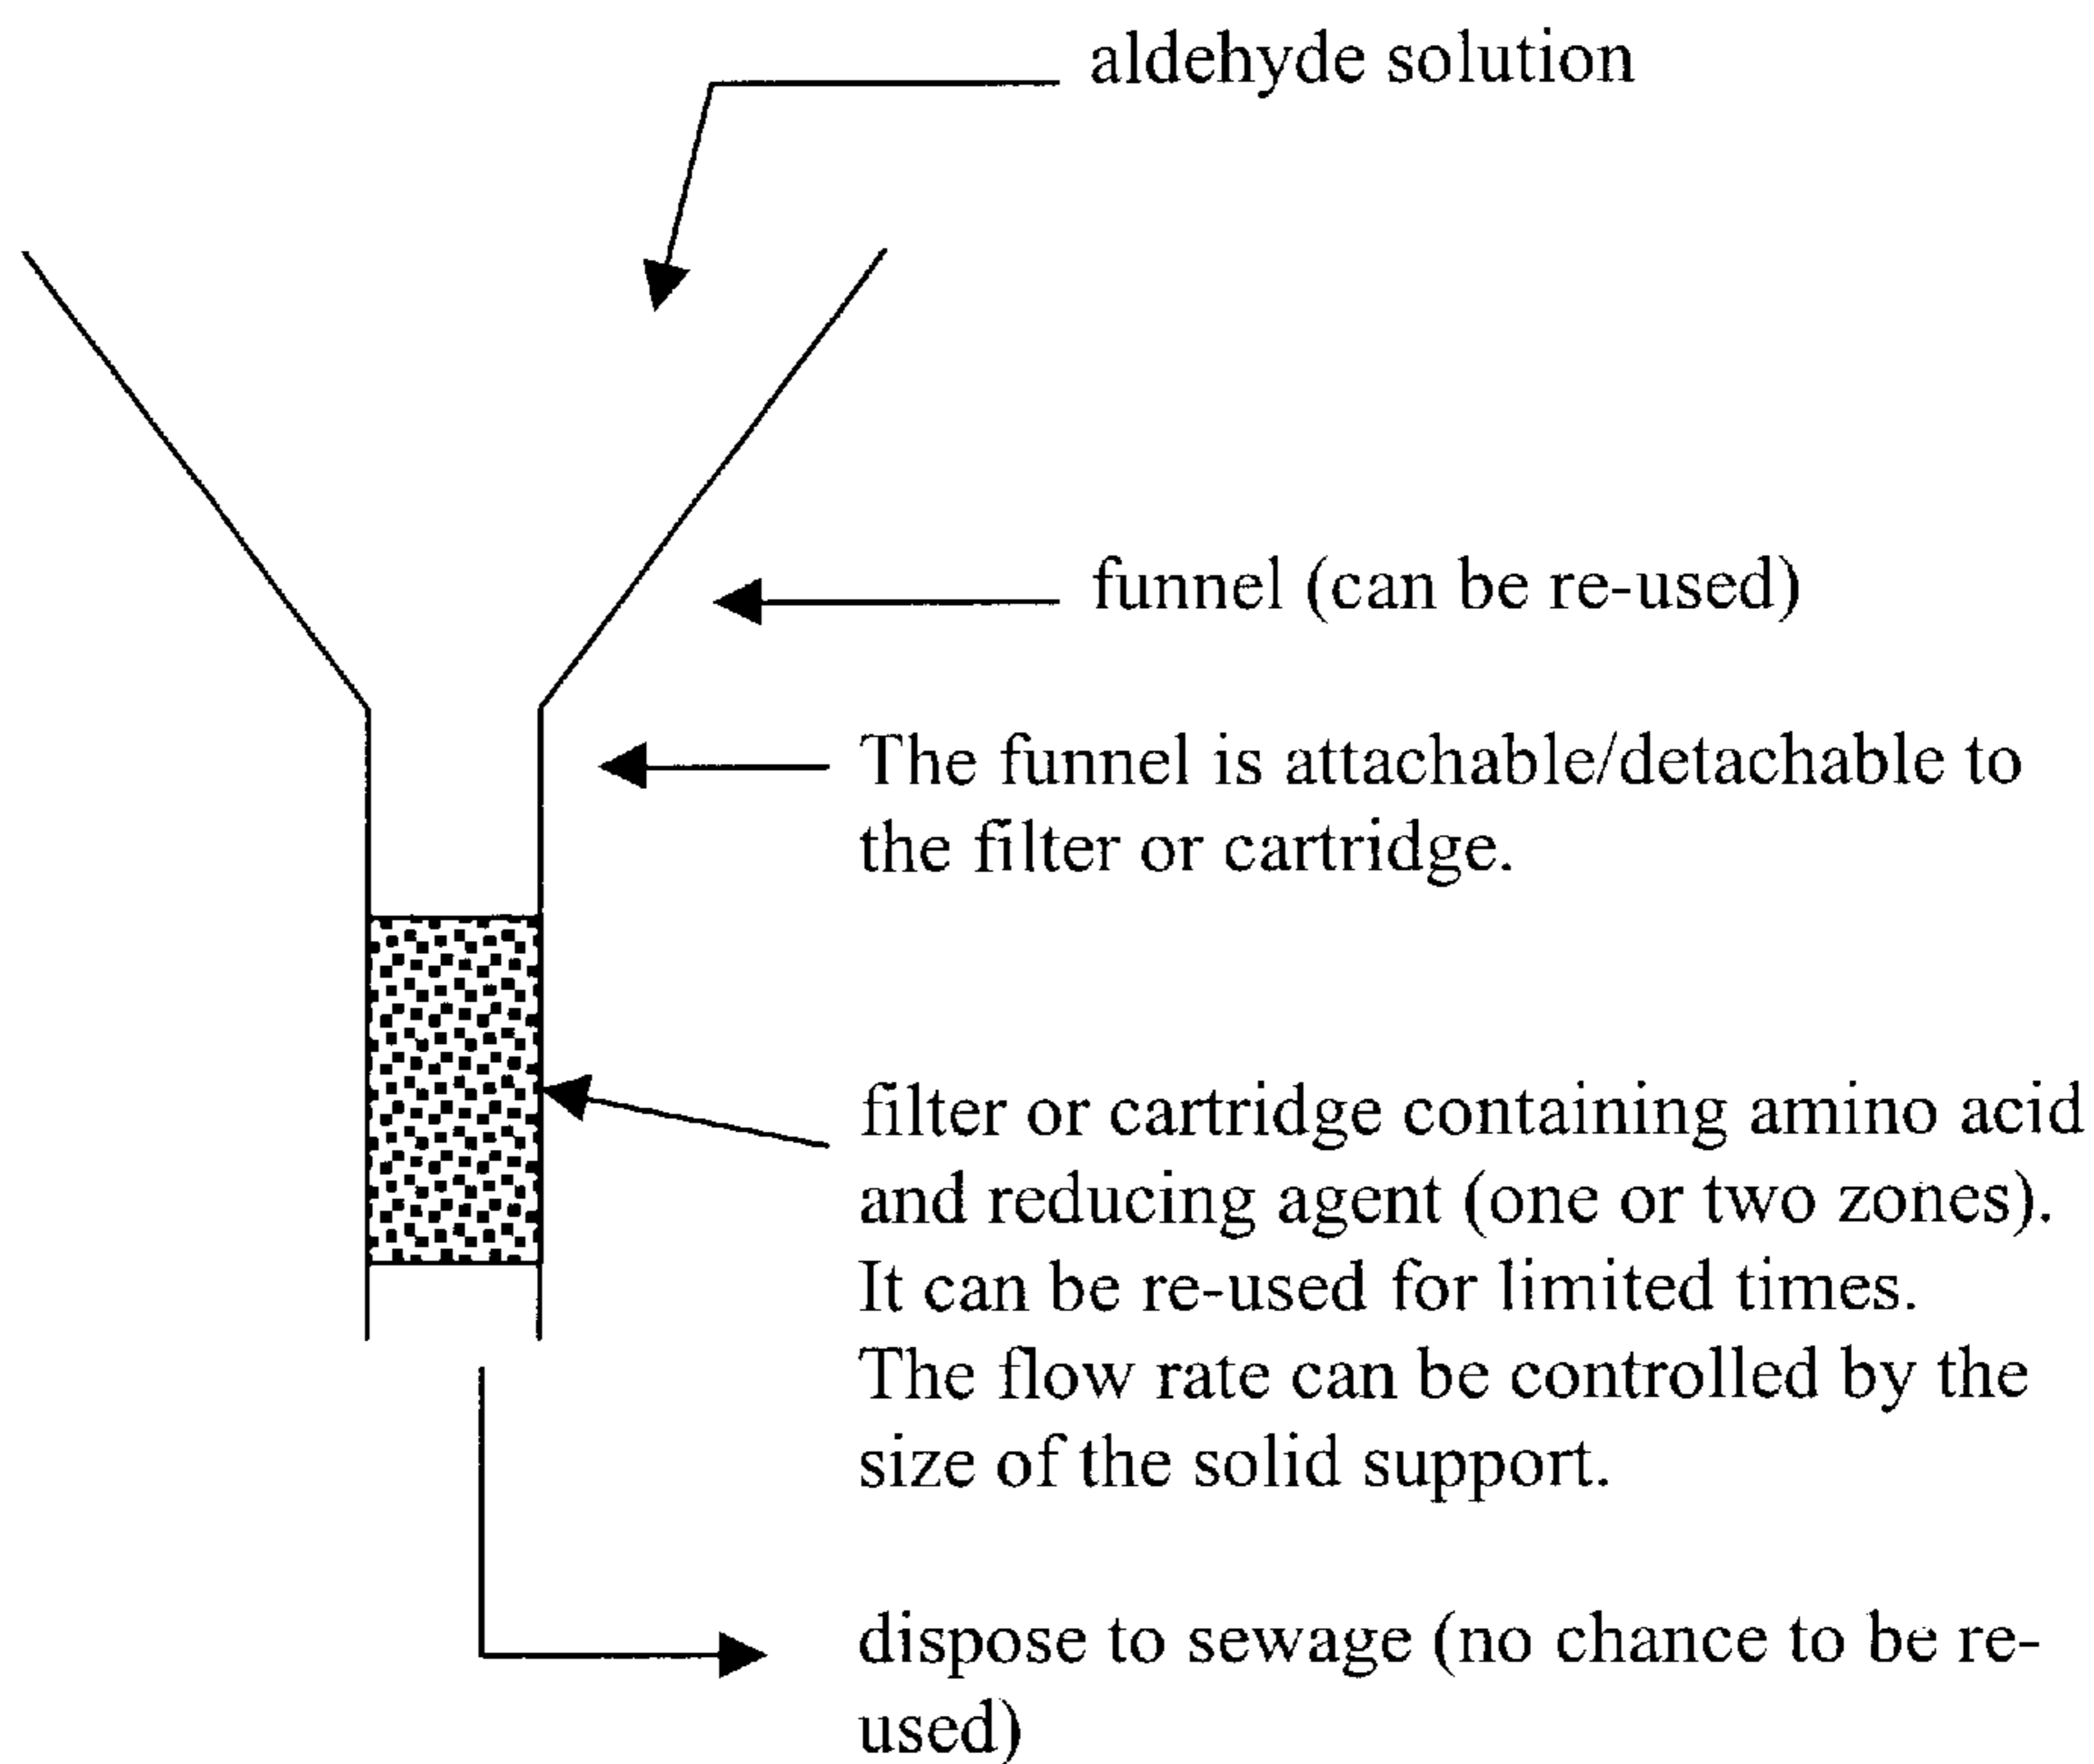 aldehyde solution
funnel (can be re-used)
The funnel is attachable/detachable to
the filter or cartridge.
filter or cartridge containing amino acid
and reducing agent (one or two zones).
It can be re-used for limited times.
The flow rate can be controlled by the
size of the solid support.
dispose to sewage (no chance to be re-
used)